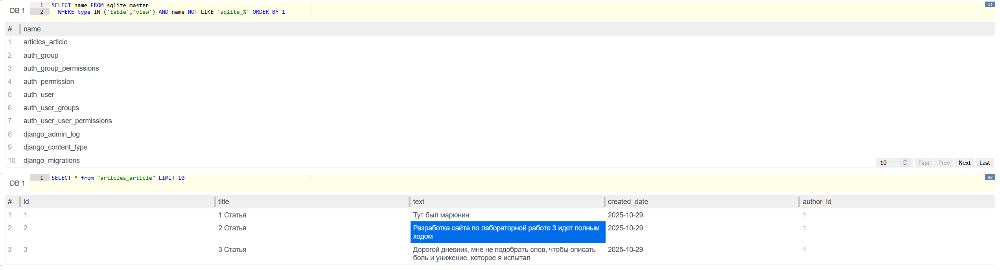 DB 1
1 SELECT name FROM sqlite_master
2 WHERE type IN ('table','view') AND name NOT LIKE 'sqlite_%' ORDER BY 1
#1
# name
1 articles_article
2 auth_group
3 auth_group_permissions
4 auth_permission
5 auth_user
6 auth_user_groups
7 auth_user_user_permissions
8 django_admin_log
9 django_content_type
10 django_migrations
10 First Prev Next Last
DB 1
1 SELECT * from "articles_article" LIMIT 10
#2
# id title text created_date author_id
1 1 1 Статья Тут был марюнин 2025-10-29 1
2 2 2 Статья Разработка сайта по лабораторной работе 3 идет полным 2025-10-29 1
ходом
3 3 3 Статья Дорогой дневник, мне не подобрать слов, чтобы описать 2025-10-29 1
боль и унижение, которое я испытал